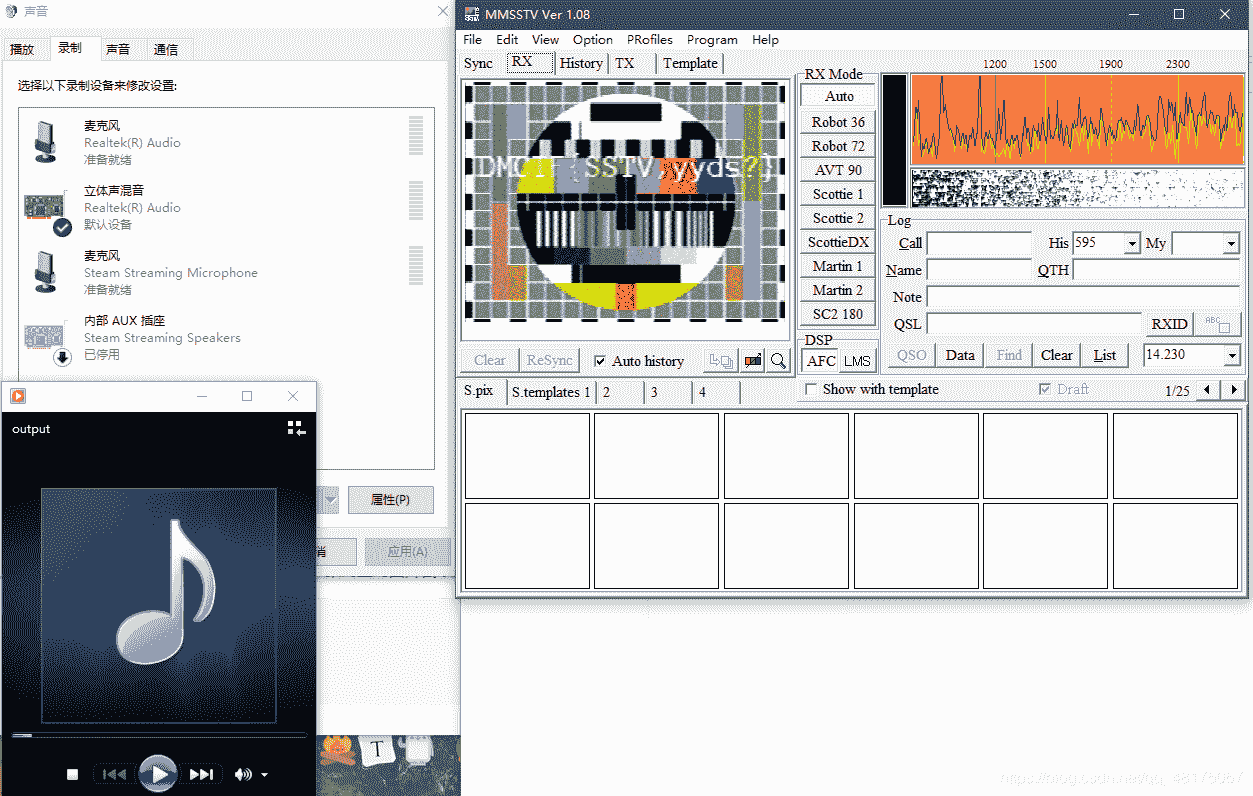 声音
播放 录制 声音 通信
选择以下录制设备来修改设置:
麦克风
Realtek(R) Audio
准备就绪
立体声混音
Realtek(R) Audio
默认设备
麦克风
Steam Streaming Microphone
准备就绪
内部 AUX 插座
Steam Streaming Speakers
已停用
属性(P)
消 应用(A)
output
MMSSTV Ver 1.08
File Edit View Option PRofiles Program Help
Sync RX History TX Template
{SSTV,yyds?}
Clear ReSync Auto history
RX Mode
Auto
Robot 36
Robot 72
AVT 90
Scottie 1
Scottie 2
ScottieDX
Martin 1
Martin 2
SC2 180
DSP
AFC LMS
1200 1500 1900 2300
Log
Call His 595 My
Name QTH
Note
QSL RXID ABC
QSO Data Find Clear List 14.230
S.pix S.templates 1 2 3 4
Show with template Draft 1/25
T